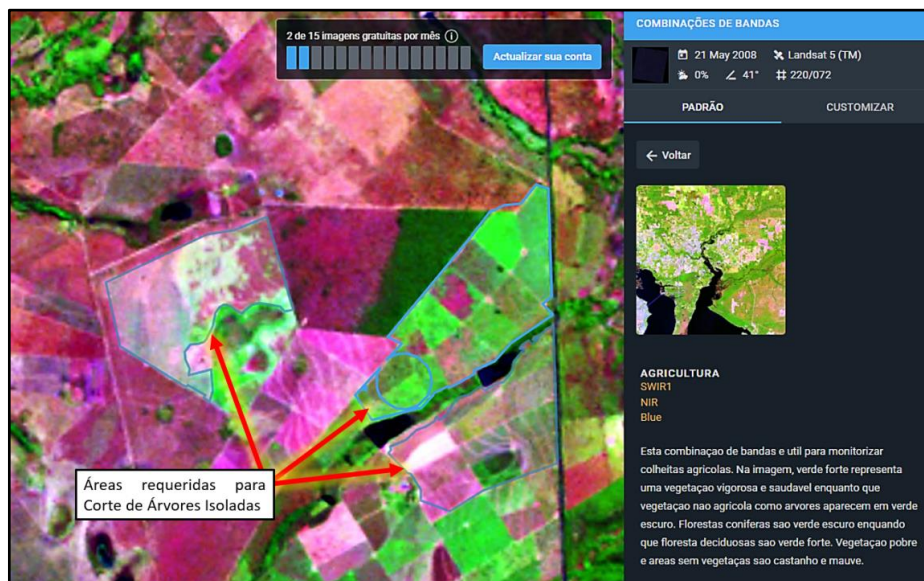 2 de 15 imagens gratuitas por mês
Actualizar sua conta
Áreas requeridas para
Corte de Árvores Isoladas
COMBINAÇÕES DE BANDAS
21 May 2008 Landsat 5 (TM)
0% 41° 220/072
PADRÃO CUSTOMIZAR
← Voltar
AGRICULTURA
SWIR1
NIR
Blue
Esta combinaçao de bandas e util para monitorizar
colheitas agricolas. Na imagem, verde forte representa
uma vegetaçao vigorosa e saudavel enquanto que
vegetaçao nao agricola como arvores aparecem em verde
escuro. Florestas coniferas sao verde escuro enquando
que floresta deciduosas sao verde forte. Vegetaçao pobre
e areas sem vegetaças sao castanho e mauve.